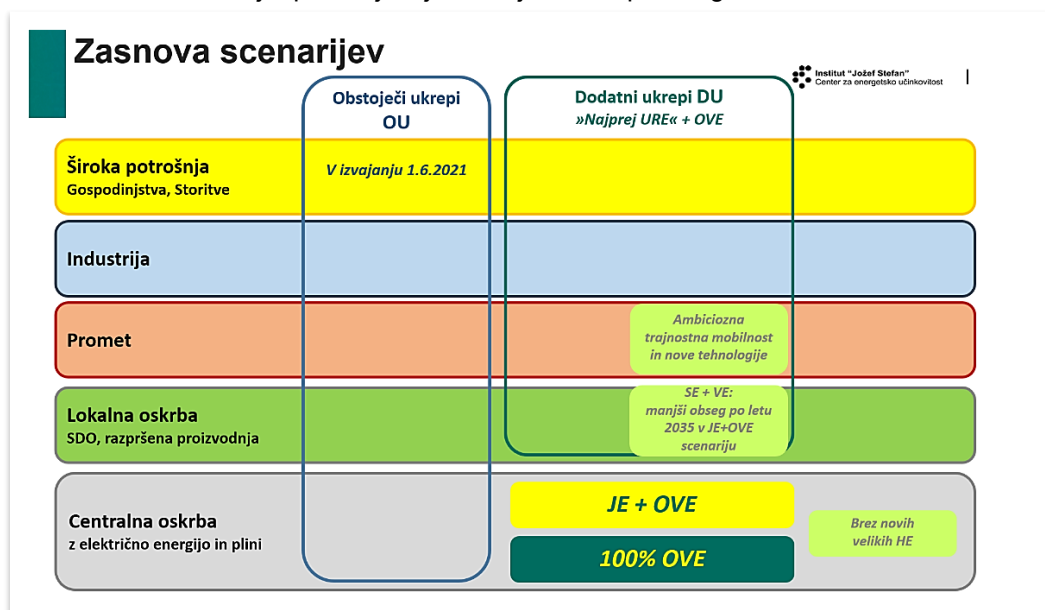 Zasnova scenarijev
Institut "Jožef Stefan"
Center za energetsko učinkovitost
Obstoječi ukrepi
OU
Dodatni ukrepi DU
»Najprej URE« + OVE
Široka potrošnja
Gospodinjstva, Storitve
V izvajanju 1.6.2021
Industrija
Promet
Ambiciozna
trajnostna mobilnost
in nove tehnologije
Lokalna oskrba
SDO, razpršena proizvodnja
SE + VE:
manjši obseg po letu
2035 v JE+OVE
scenariju
Centralna oskrba
z električno energijo in plini
JE + OVE
100% OVE
Brez novih
velikih HE